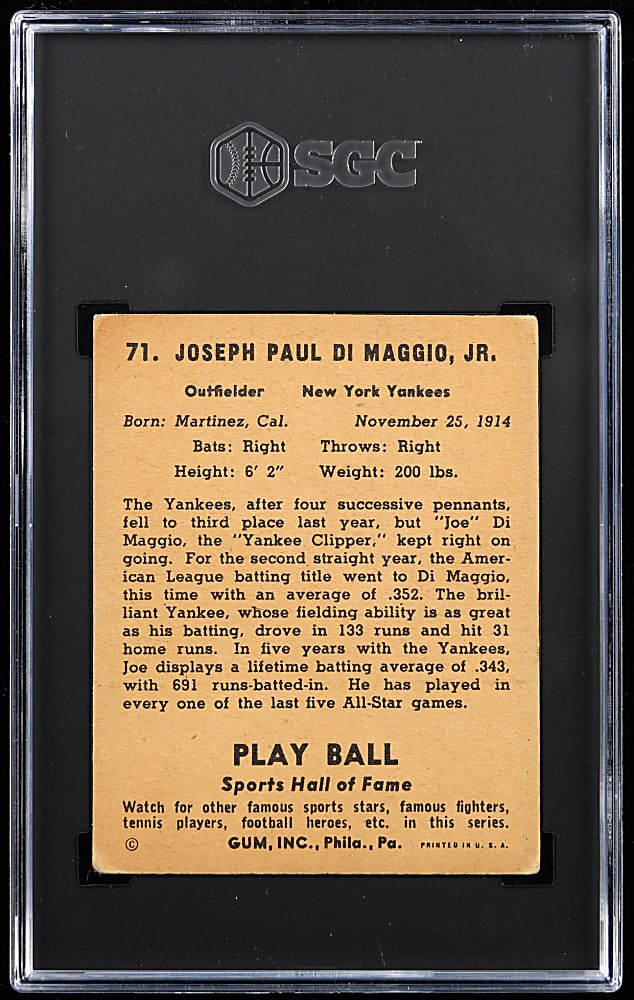 SGC
71. JOSEPH PAUL DI MAGGIO, JR.
Outfielder New York Yankees
Born: Martinez, Cal. November 25, 1914
Bats: Right Throws: Right
Height: 6' 2" Weight: 200 lbs.
The Yankees, after four successive pennants,
fell to third place last year, but "Joe" Di
Maggio, the "Yankee Clipper," kept right on
going. For the second straight year, the Amer-
ican League batting title went to Di Maggio,
this time with an average of .352. The bril-
liant Yankee, whose fielding ability is as great
as his batting, drove in 133 runs and hit 31
home runs. In five years with the Yankees,
Joe displays a lifetime batting average of .343,
with 691 runs-batted-in. He has played in
every one of the last five All-Star games.
PLAY BALL
Sports Hall of Fame
Watch for other famous sports stars, famous fighters,
tennis players, football heroes, etc. in this series.
© GUM, INC., Phila., Pa. PRINTED IN U. S. A.